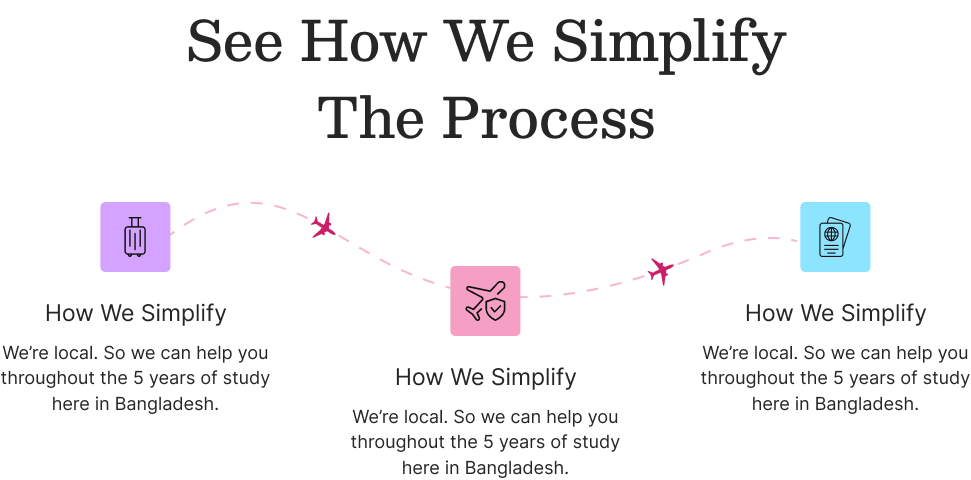 See How We Simplify
The Process
How We Simplify
We’re local. So we can help you
throughout the 5 years of study
here in Bangladesh.
How We Simplify
We’re local. So we can help you
throughout the 5 years of study
here in Bangladesh.
How We Simplify
We’re local. So we can help you
throughout the 5 years of study
here in Bangladesh.